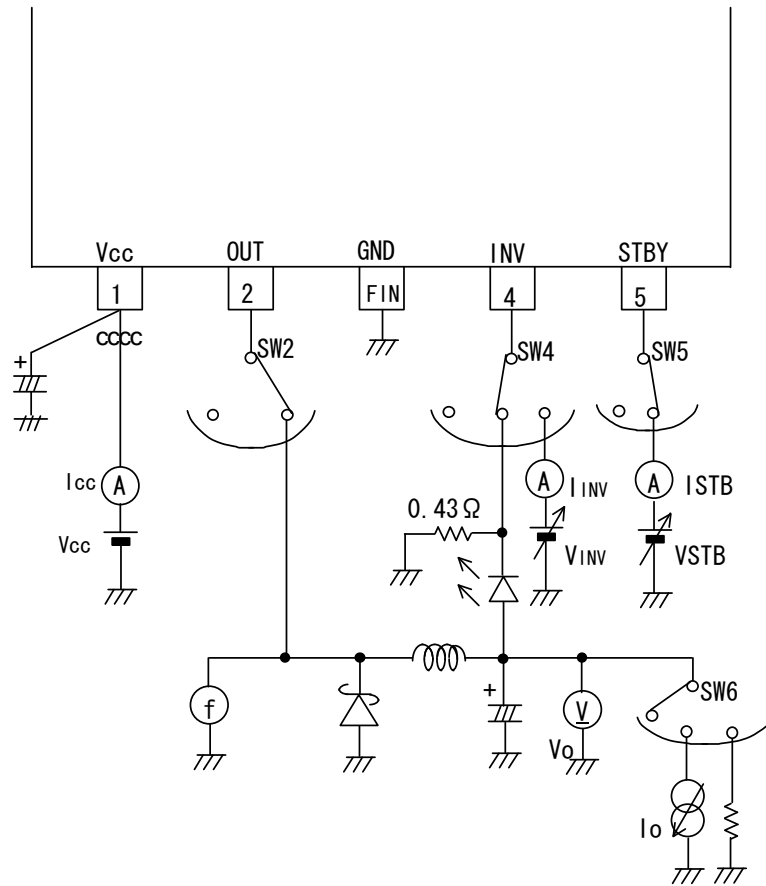 Vcc OUT GND INV STBY
1 2 FIN 4 5
CCCC
SW2 SW4 SW5
+
Icc A A IINV A ISTB
0.43Ω
Vcc VINV VSTB
f + V SW6
Vo
Io